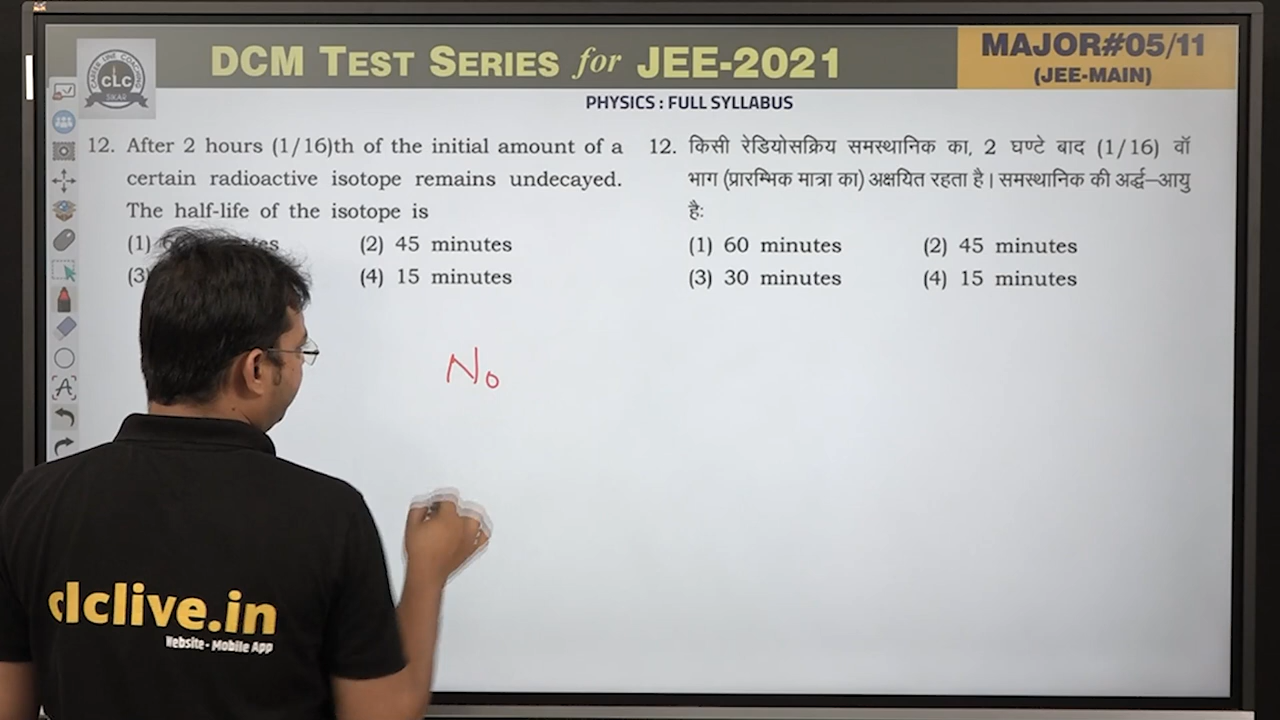 DCM TEST SERIES for JEE-2021
MAJOR#05/11
(JEE-MAIN)
CLC
SIKAR
PHYSICS : FULL SYLLABUS
12. After 2 hours (1/16)th of the initial amount of a
certain radioactive isotope remains undecayed.
The half-life of the isotope is
(1)
(2) 45 minutes
(3)
(4) 15 minutes
12. किसी रेडियोसक्रिय समस्थानिक का, 2 घण्टे बाद (1/16) वॉ
भाग (प्रारम्भिक मात्रा का) अक्षयित रहता है। समस्थानिक की अर्द्ध–आयु
है:
(1) 60 minutes (2) 45 minutes
(3) 30 minutes (4) 15 minutes
N0
clclive.in
Website - Mobile App